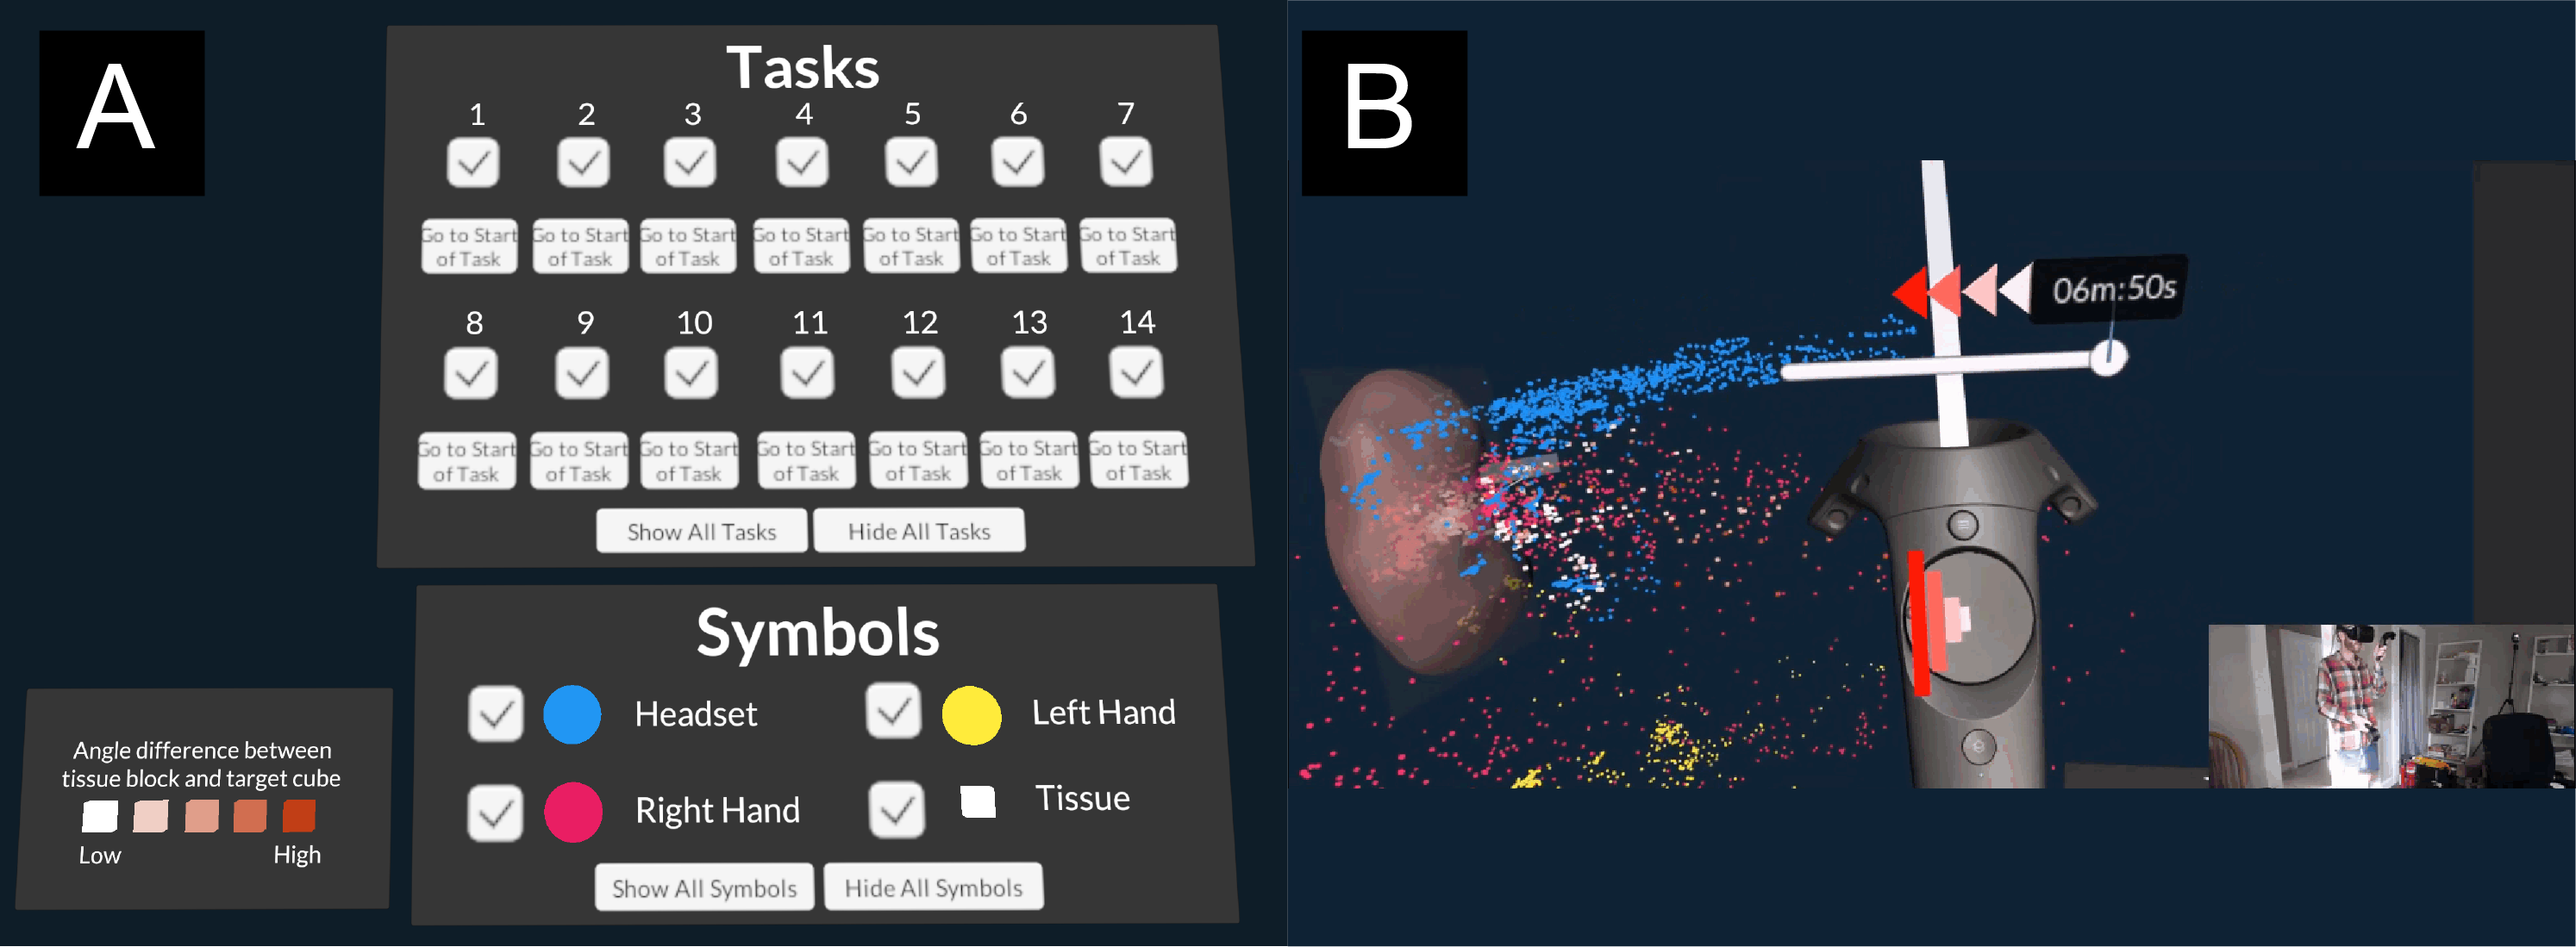 A
Tasks
1 2 3 4 5 6 7
Go to Start Go to Start Go to Start Go to Start Go to Start Go to Start Go to Start
of Task of Task of Task of Task of Task of Task of Task
8 9 10 11 12 13 14
Go to Start Go to Start Go to Start Go to Start Go to Start Go to Start Go to Start
of Task of Task of Task of Task of Task of Task of Task
Show All Tasks Hide All Tasks
Symbols
Headset Left Hand
Right Hand Tissue
Show All Symbols Hide All Symbols
Angle difference between
tissue block and target cube
Low High
B
06m:50s